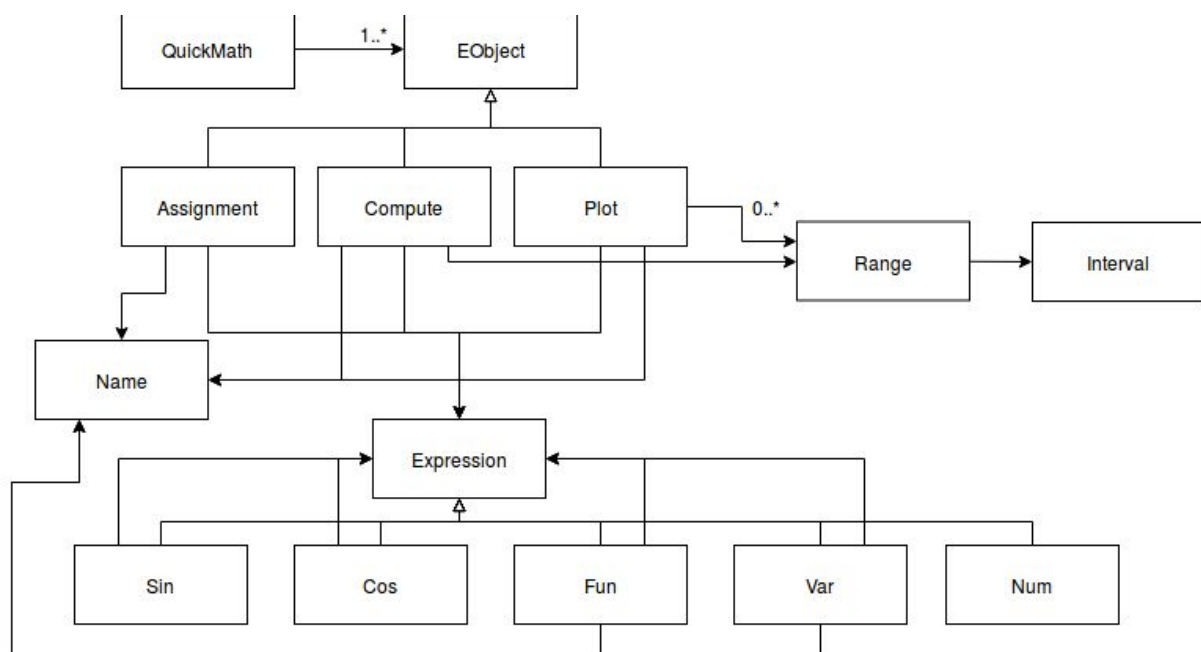 QuickMath
1..*
EObject
Assignment
Compute
Plot
0..*
Range
Interval
Name
Expression
Sin
Cos
Fun
Var
Num